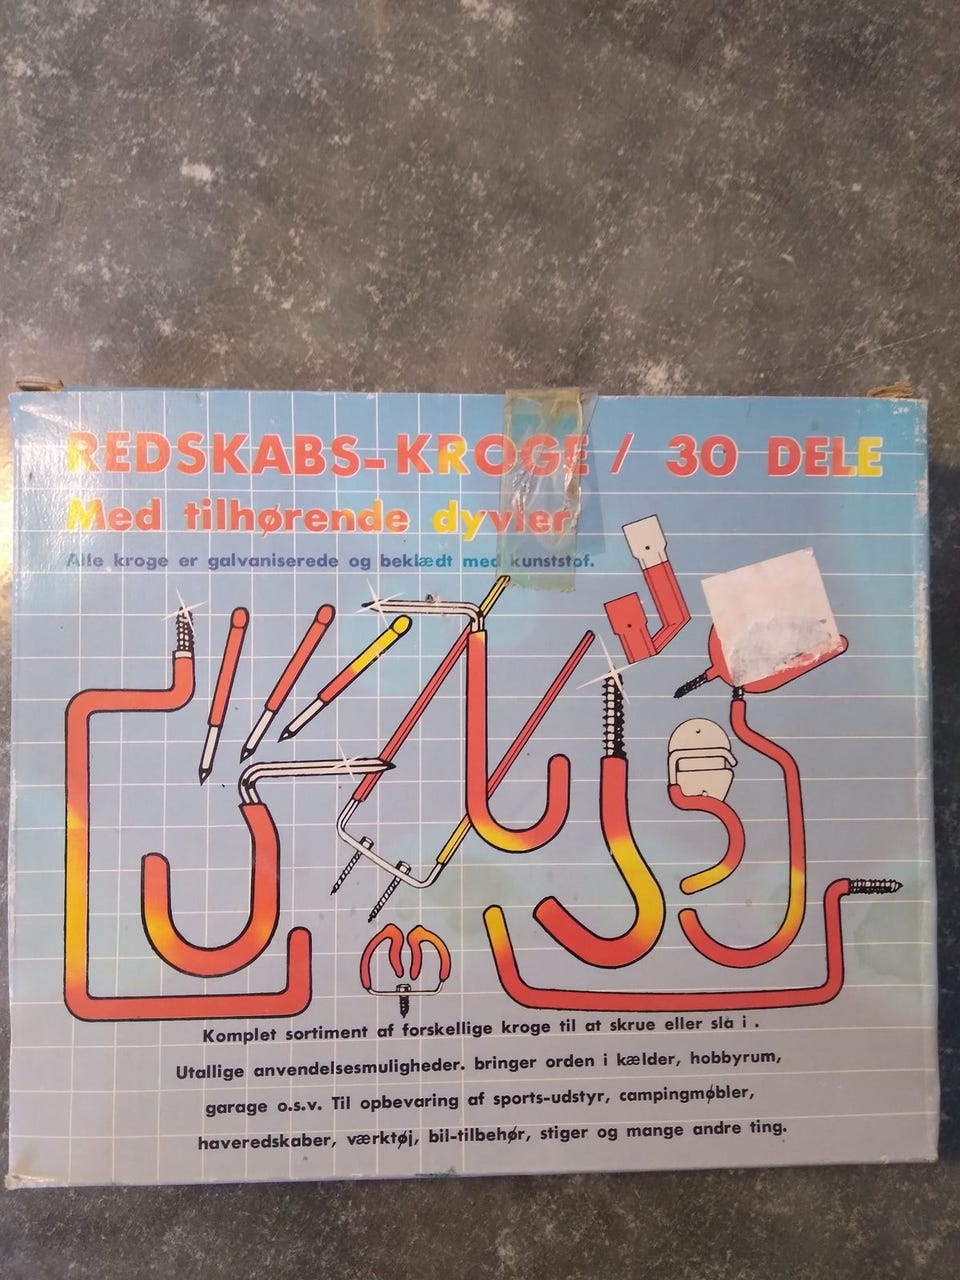 REDSKABS-KROGE / 30 DELE
Med tilhørende dyvler
Alle kroge er galvaniserede og beklædt med kunststof.
Komplet sortiment af forskellige kroge til at skrue eller slå i .
Utallige anvendelsesmuligheder. bringer orden i kælder, hobbyrum,
garage o.s.v. Til opbevaring af sports-udstyr, campingmøbler,
haveredskaber, værktøj, bil-tilbehør, stiger og mange andre ting.